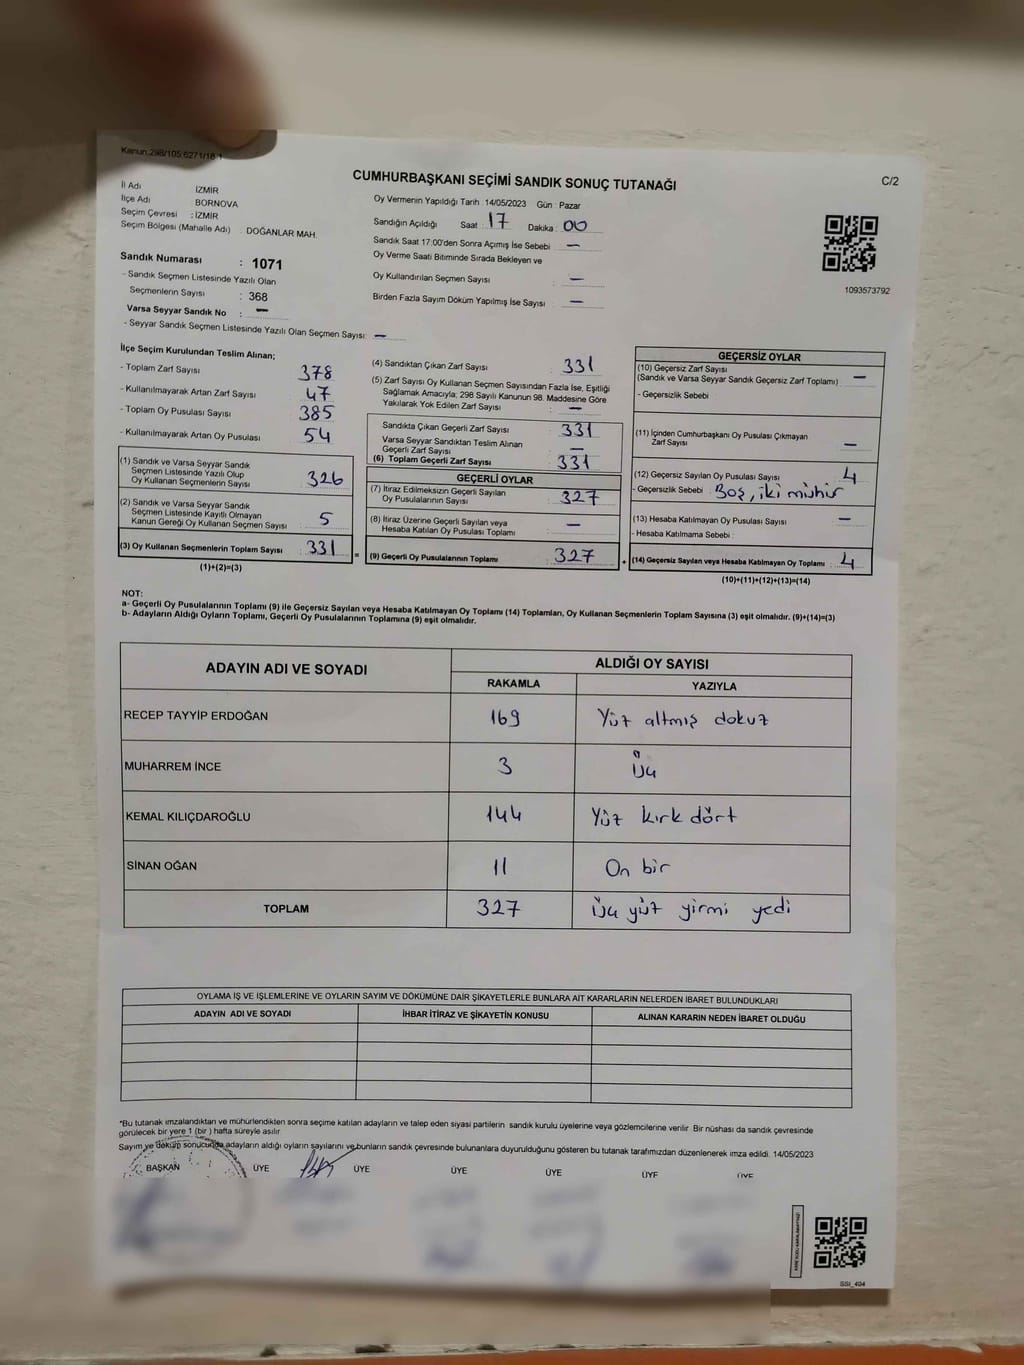 Kanun:298/105;6271/18
CUMHURBAŞKANI SEÇİMİ SANDIK SONUÇ TUTANAĞI
C/2
İl Adı İZMİR
İlçe Adı BORNOVA
Seçim Çevresi : İZMİR
Seçim Bölgesi (Mahalle Adı) : DOĞANLAR MAH.
Oy Vermenin Yapıldığı Tarih :14/05/2023 Gün : Pazar
Sandığın Açıldığı Saat 17 Dakika : 00
Sandık Saat 17:00'den Sonra Açımış İse Sebebi : —
Oy Verme Saati Bitiminde Sırada Bekleyen ve
Oy Kullandırılan Seçmen Sayısı : —
Birden Fazla Sayım Döküm Yapılmış İse Sayısı : —
1093573792
Sandık Numarası : 1071
- Sandık Seçmen Listesinde Yazılı Olan
Seçmenlerin Sayısı : 368
Varsa Seyyar Sandık No : —
- Seyyar Sandık Seçmen Listesinde Yazılı Olan Seçmen Sayısı: —
İlçe Seçim Kurulundan Teslim Alınan;
- Toplam Zarf Sayısı : 378
- Kullanılmayarak Artan Zarf Sayısı : 47
- Toplam Oy Pusulası Sayısı : 385
- Kullanılmayarak Artan Oy Pusulası : 54
(1) Sandık ve Varsa Seyyar Sandık
Seçmen Listesinde Yazılı Olup
Oy Kullanan Seçmenlerin Sayısı : 326
(2) Sandık ve Varsa Seyyar Sandık
Seçmen Listesinde Kayıtlı Olmayan
Kanun Gereği Oy Kullanan Seçmen Sayısı : 5
(3) Oy Kullanan Seçmenlerin Toplam Sayısı : 331
(1)+(2)=(3)
(4) Sandıktan Çıkan Zarf Sayısı : 331
(5) Zarf Sayısı Oy Kullanan Seçmen Sayısından Fazla İse, Eşitliği
Sağlamak Amacıyla; 298 Sayılı Kanunun 98. Maddesine Göre
Yakılarak Yok Edilen Zarf Sayısı : —
Sandıkta Çıkan Geçerli Zarf Sayısı : 331
Varsa Seyyar Sandıktan Teslim Alınan
Geçerli Zarf Sayısı : —
(6) Toplam Geçerli Zarf Sayısı : 331
GEÇERLİ OYLAR
(7) İtiraz Edilmeksizin Geçerli Sayılan
Oy Pusulalarının Sayısı : 327
(8) İtiraz Üzerine Geçerli Sayılan veya
Hesaba Katılan Oy Pusulası Toplamı : —
= (9) Geçerli Oy Pusulalarının Toplamı : 327
GEÇERSİZ OYLAR
(10) Geçersiz Zarf Sayısı
(Sandık ve Varsa Seyyar Sandık Geçersiz Zarf Toplamı) : —
- Geçersizlik Sebebi
(11) İçinden Cumhurbaşkanı Oy Pusulası Çıkmayan
Zarf Sayısı : —
(12) Geçersiz Sayılan Oy Pusulası Sayısı : 4
- Geçersizlik Sebebi : Boş, iki mühür
(13) Hesaba Katılmayan Oy Pusulası Sayısı : —
- Hesaba Katılmama Sebebi :
+ (14) Geçersiz Sayılan veya Hesaba Katılmayan Oy Toplamı : 4
(10)+(11)+(12)+(13)=(14)
NOT:
a- Geçerli Oy Pusulalarının Toplamı (9) ile Geçersiz Sayılan veya Hesaba Katılmayan Oy Toplamı (14) Toplamları, Oy Kullanan Seçmenlerin Toplam Sayısına (3) eşit olmalıdır. (9)+(14)=(3)
b- Adayların Aldığı Oyların Toplamı, Geçerli Oy Pusulalarının Toplamına (9) eşit olmalıdır.
ADAYIN ADI VE SOYADI ALDIĞI OY SAYISI
RAKAMLA YAZIYLA
RECEP TAYYİP ERDOĞAN 169 Yüz altmış dokuz
MUHARREM İNCE 3 Üç
KEMAL KILIÇDAROĞLU 144 Yüz kırk dört
SİNAN OĞAN 11 On bir
TOPLAM 327 Üç yüz yirmi yedi
OYLAMA İŞ VE İŞLEMLERİNE VE OYLARIN SAYIM VE DÖKÜMÜNE DAİR ŞİKAYETLERLE BUNLARA AİT KARARLARIN NELERDEN İBARET BULUNDUKLARI
ADAYIN ADI VE SOYADI İHBAR İTİRAZ VE ŞİKAYETİN KONUSU ALINAN KARARIN NEDEN İBARET OLDUĞU
*Bu tutanak imzalandıktan ve mühürlendikten sonra seçime katılan adayların ve talep eden siyasi partilerin sandık kurulu üyelerine veya gözlemcilerine verilir. Bir nüshası da sandık çevresinde
görülecek bir yere 1 (bir ) hafta süreyle asılır.
Sayım ve döküm sonucunda adayların aldığı oyların sayılarını ve bunların sandık çevresinde bulunanlara duyurulduğunu gösteren bu tutanak tarafımızdan düzenlenerek imza edildi. 14/05/2023
BAŞKAN ÜYE ÜYE ÜYE ÜYE ÜYE ÜYE
SSI_404